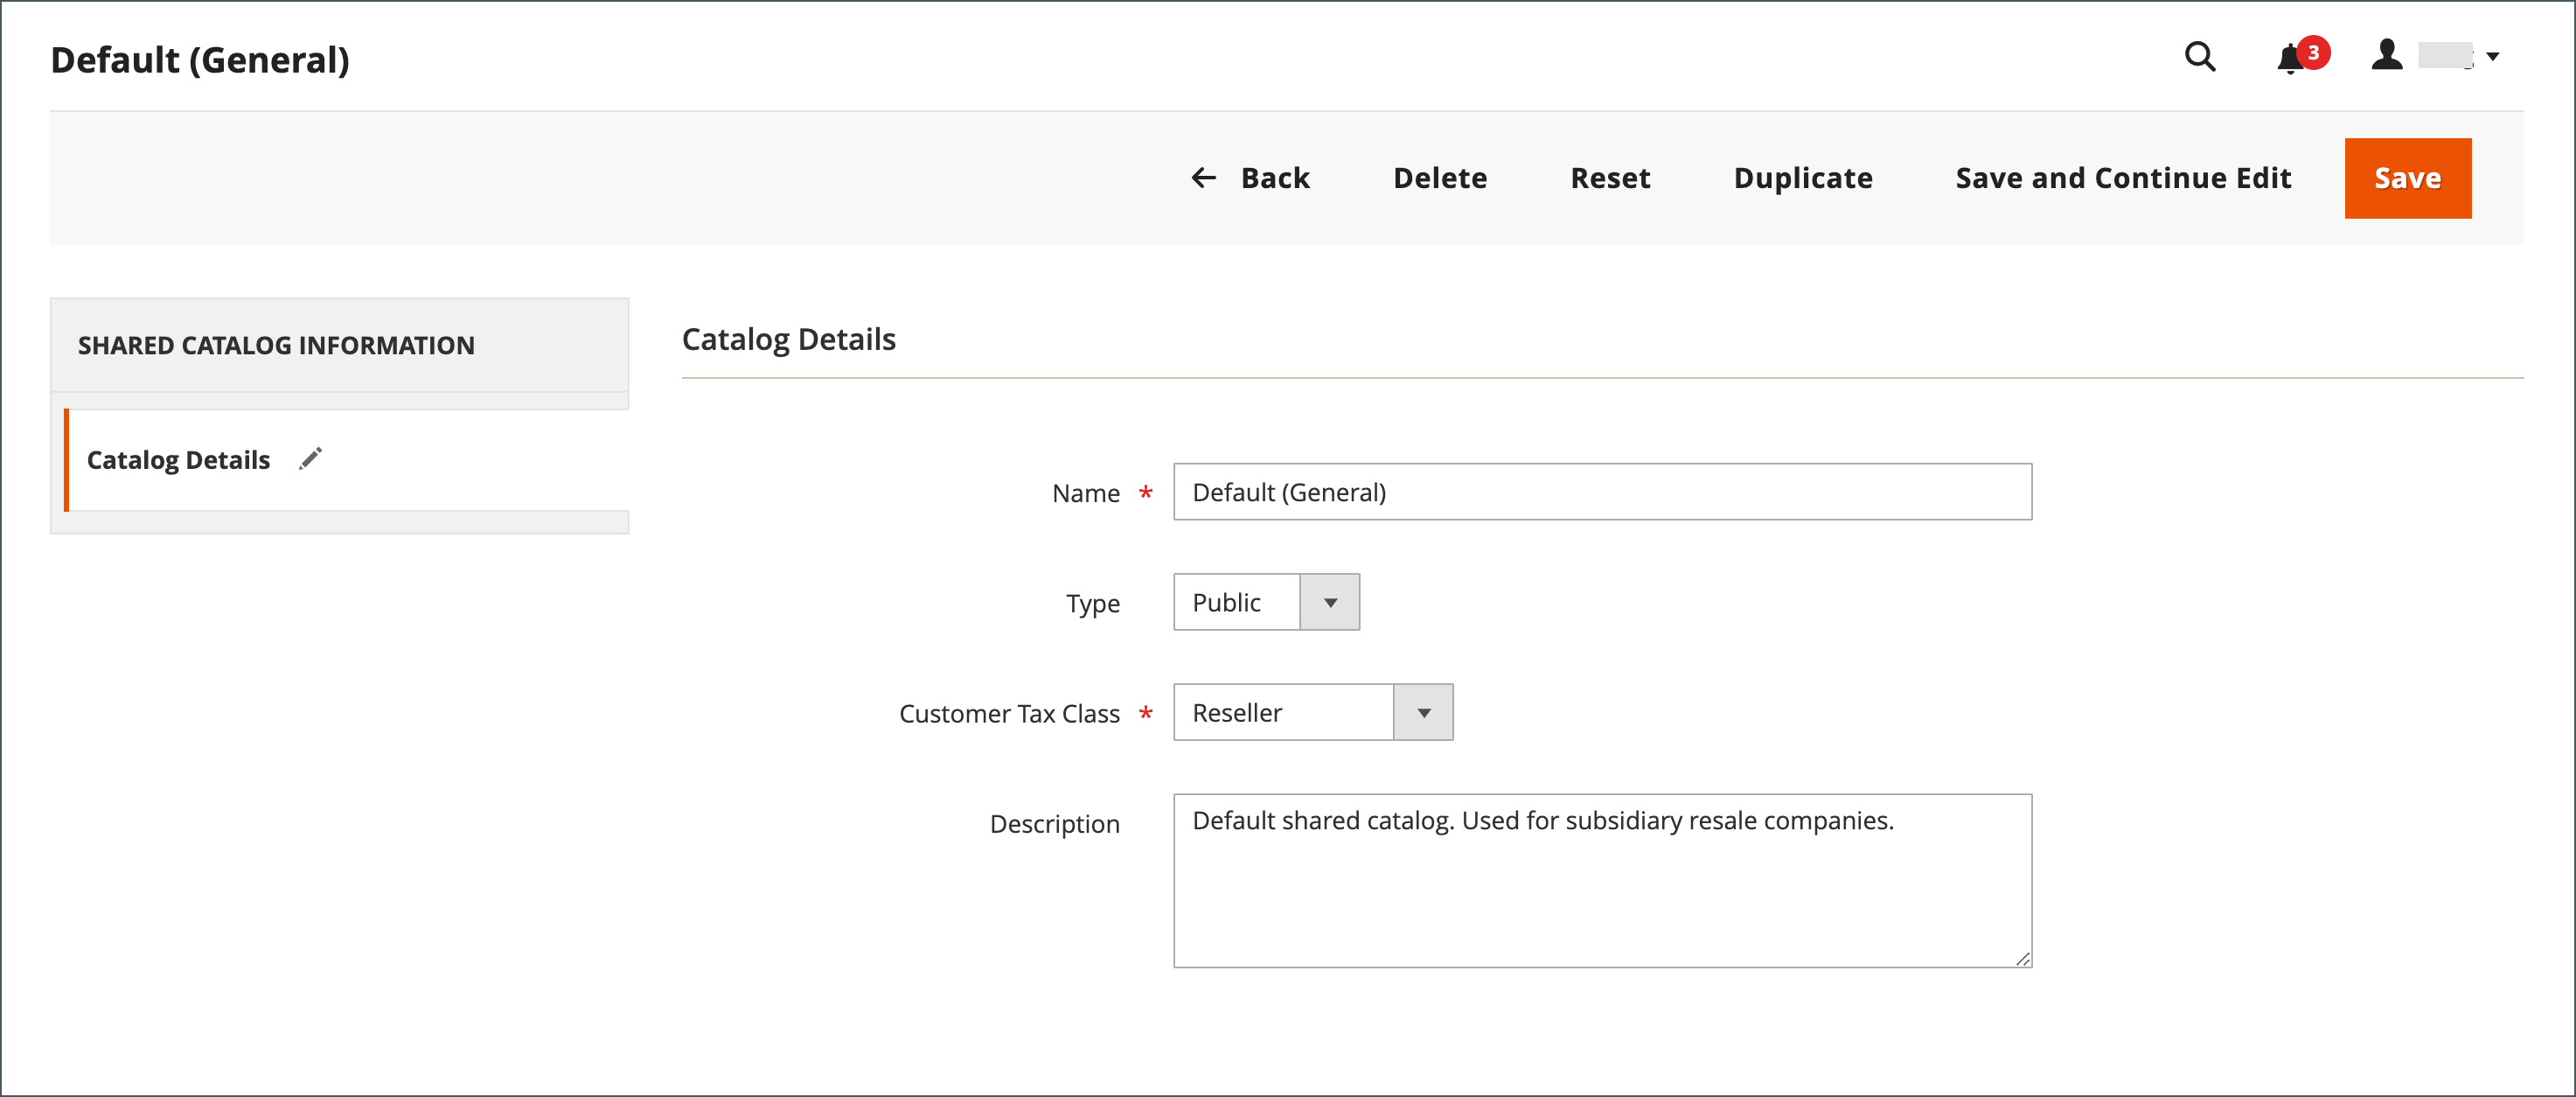 Default (General)
3
Back Delete Reset Duplicate Save and Continue Edit Save
SHARED CATALOG INFORMATION
Catalog Details
Catalog Details
Name * Default (General)
Type Public
Customer Tax Class * Reseller
Description Default shared catalog. Used for subsidiary resale companies.